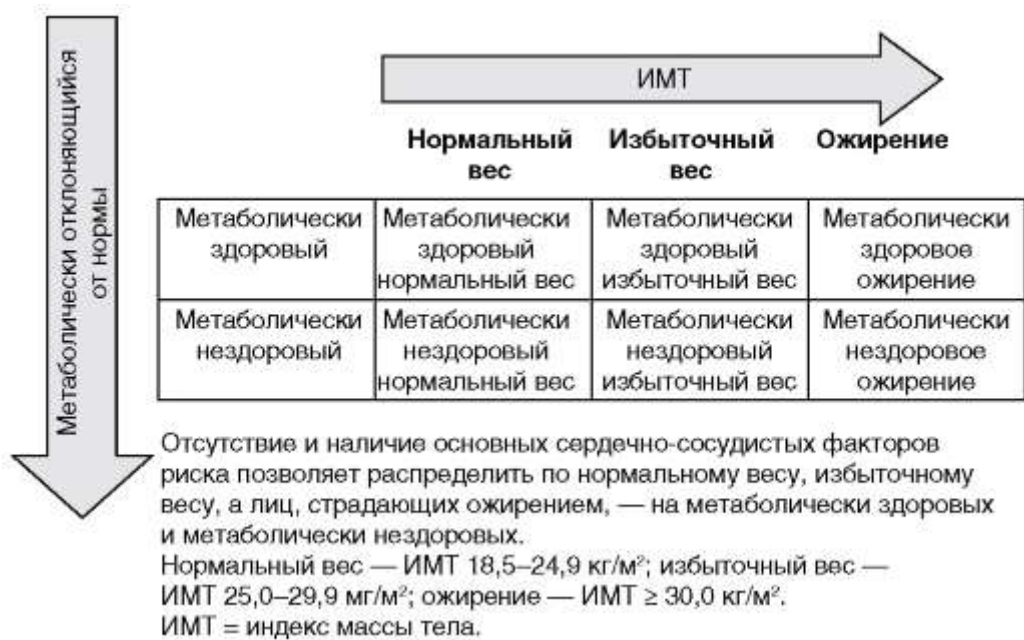 Метаболически отклоняющийся
от нормы
ИМТ
Нормальный
вес
Избыточный
вес
Ожирение
Метаболически
здоровый
Метаболически
здоровый
нормальный вес
Метаболически
здоровый
избыточный вес
Метаболически
здоровое
ожирение
Метаболически
нездоровый
Метаболически
нездоровый
нормальный вес
Метаболически
нездоровый
избыточный вес
Метаболически
нездоровое
ожирение
Отсутствие и наличие основных сердечно-сосудистых факторов
риска позволяет распределить по нормальному весу, избыточному
весу, а лиц, страдающих ожирением, — на метаболически здоровых
и метаболически нездоровых.
Нормальный вес — ИМТ 18,5–24,9 кг/м²; избыточный вес —
ИМТ 25,0–29,9 мг/м²; ожирение — ИМТ ≥ 30,0 кг/м².
ИМТ = индекс массы тела.